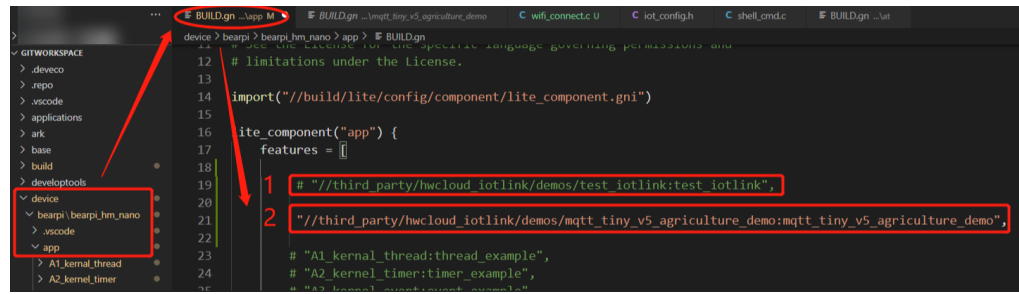 BUILD.gn ...\app M
BUILD.gn ...\mqtt_tiny_v5_agriculture_demo
wifi_connect.c U
iot_config.h
shell_cmd.c
BUILD.gn ...\at
device > bearpi > bearpi_hm_nano > app > BUILD.gn
GITWORKSPACE
.deveco
.repo
.vscode
applications
ark
base
build
developtools
device
bearpi\bearpi_hm_nano
.vscode
app
A1_kernal_thread
A2_kernel_timer
11 # See the License for the specific language governing permissions and
12 # limitations under the License.
13
14 import("//build/lite/config/component/lite_component.gni")
15
16 lite_component("app") {
17 features = [
18
19 1 # "//third_party/hwcloud_iotlink/demos/test_iotlink:test_iotlink",
20
21 2 "//third_party/hwcloud_iotlink/demos/mqtt_tiny_v5_agriculture_demo:mqtt_tiny_v5_agriculture_demo",
22
23 # "A1_kernal_thread:thread_example",
24 # "A2_kernel_timer:timer_example",
25 # "A3_kernel_event:event_example"